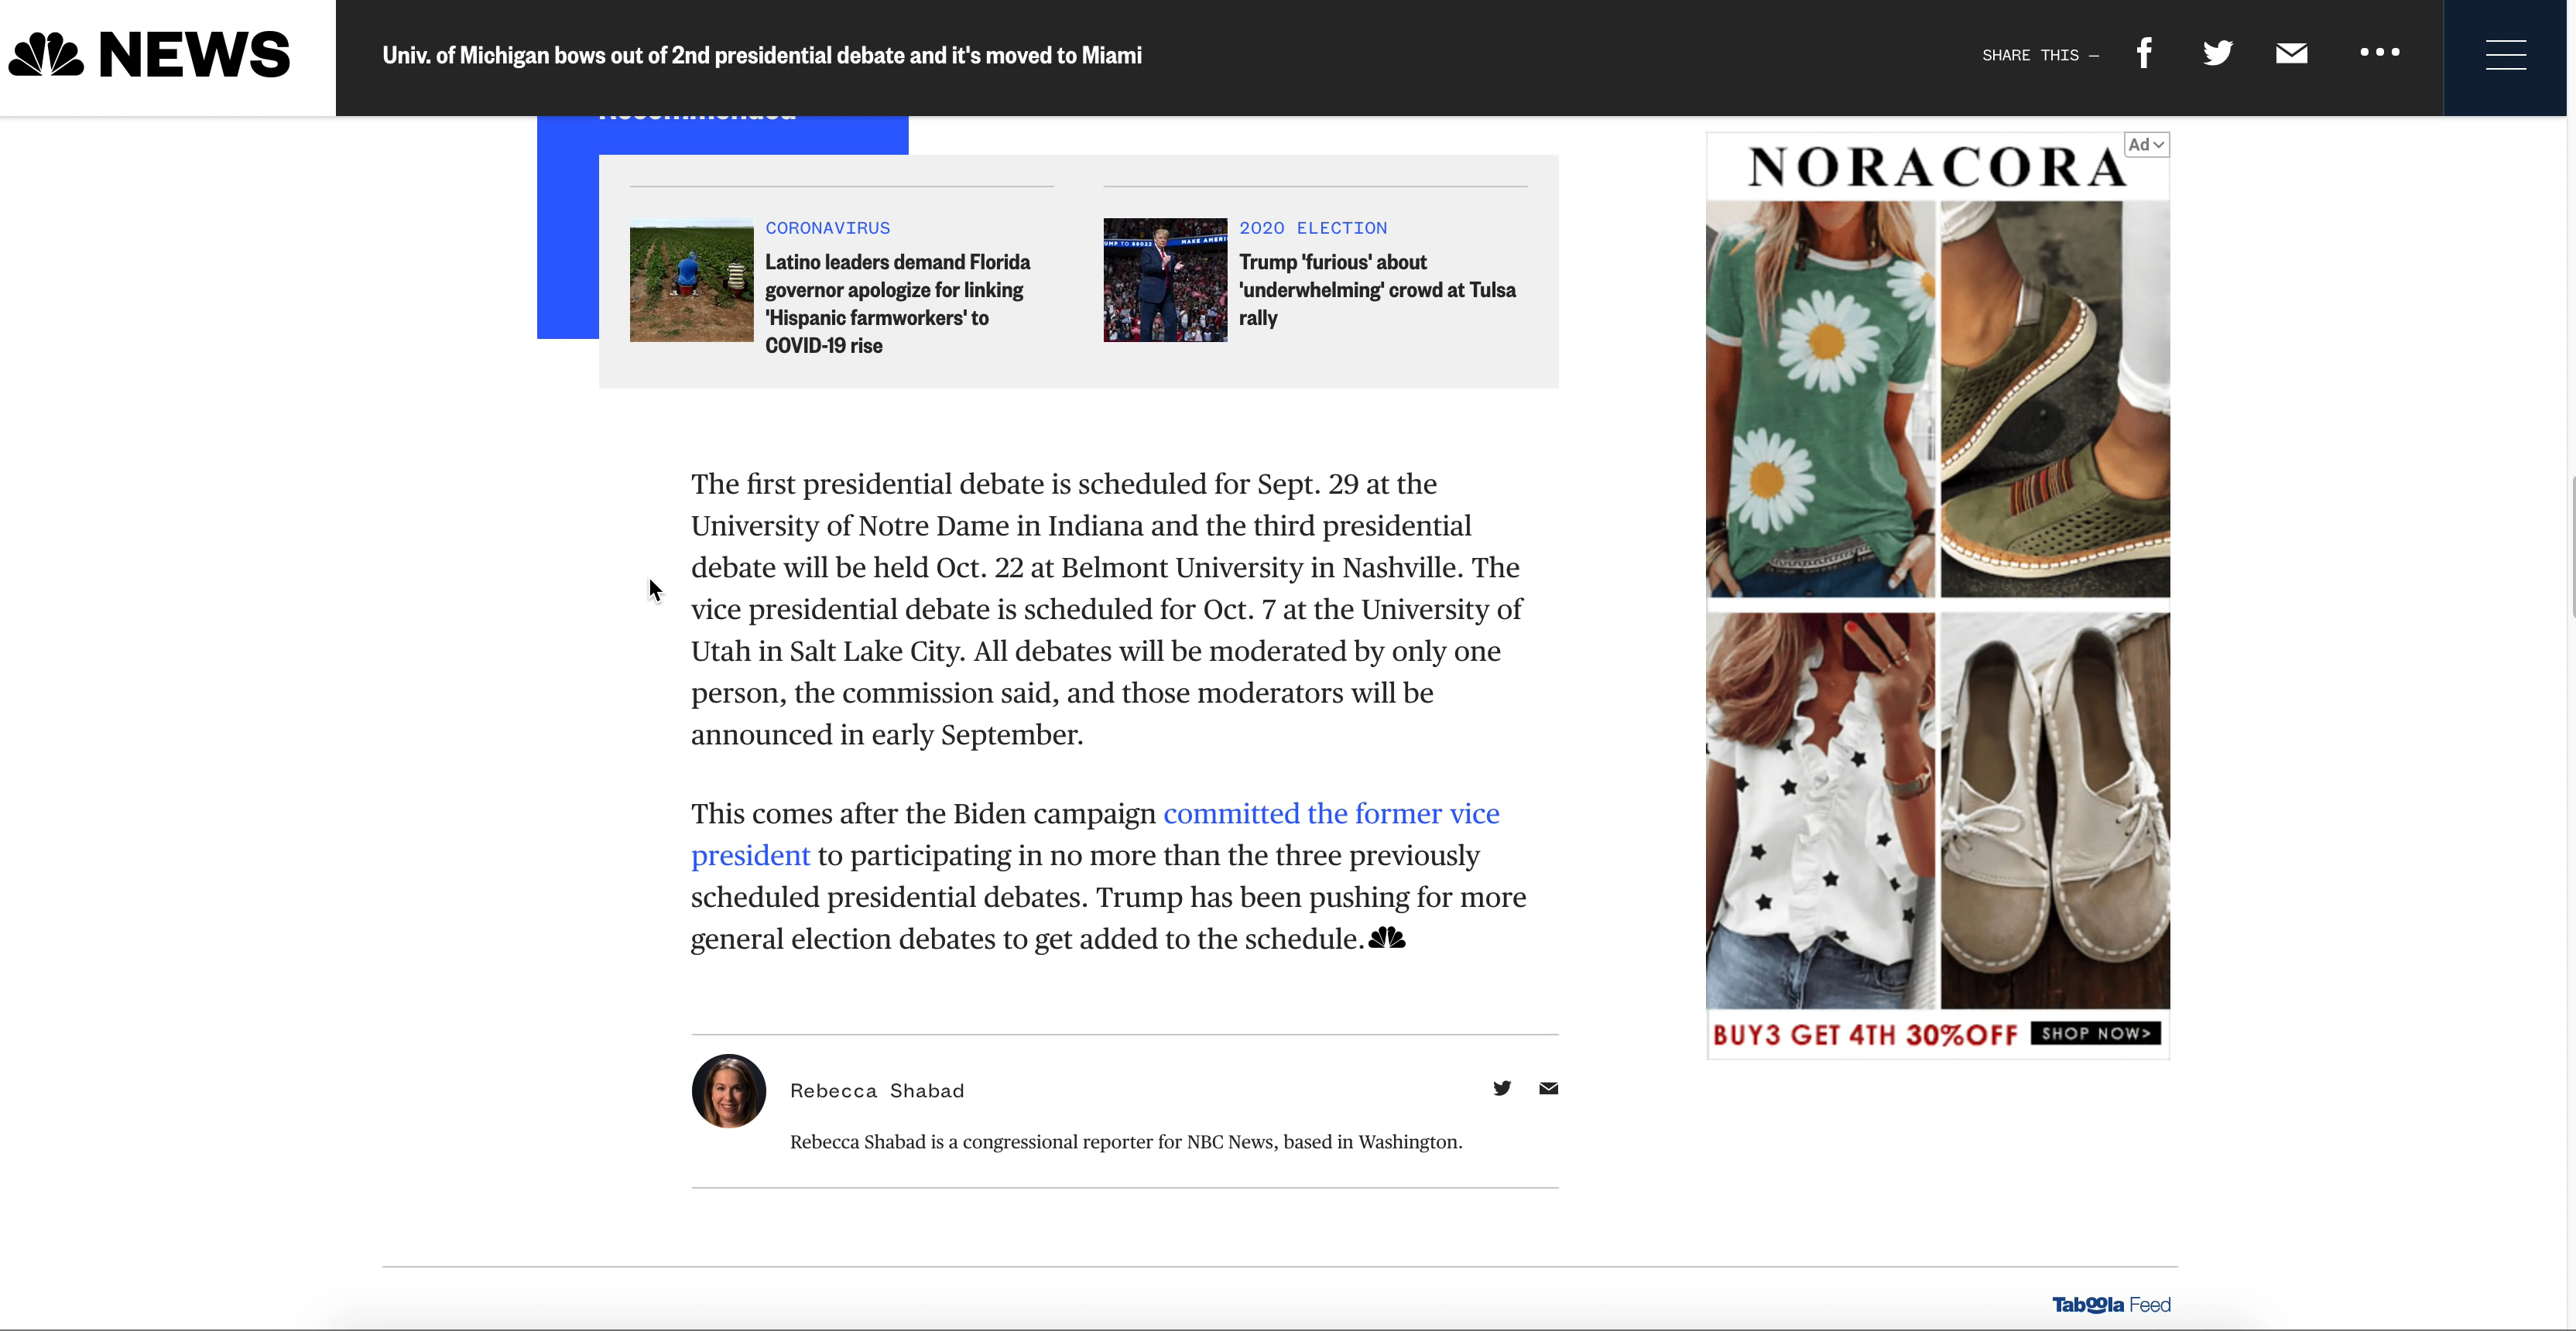 NEWS
Univ. of Michigan bows out of 2nd presidential debate and it's moved to Miami
SHARE THIS —
Recommended
CORONAVIRUS
Latino leaders demand Florida
governor apologize for linking
'Hispanic farmworkers' to
COVID-19 rise
2020 ELECTION
Trump 'furious' about
'underwhelming' crowd at Tulsa
rally
The first presidential debate is scheduled for Sept. 29 at the
University of Notre Dame in Indiana and the third presidential
debate will be held Oct. 22 at Belmont University in Nashville. The
vice presidential debate is scheduled for Oct. 7 at the University of
Utah in Salt Lake City. All debates will be moderated by only one
person, the commission said, and those moderators will be
announced in early September.
This comes after the Biden campaign committed the former vice
president to participating in no more than the three previously
scheduled presidential debates. Trump has been pushing for more
general election debates to get added to the schedule.
Rebecca Shabad
Rebecca Shabad is a congressional reporter for NBC News, based in Washington.
Ad
NORACORA
BUY3 GET 4TH 30%OFF SHOP NOW>
Taboola Feed